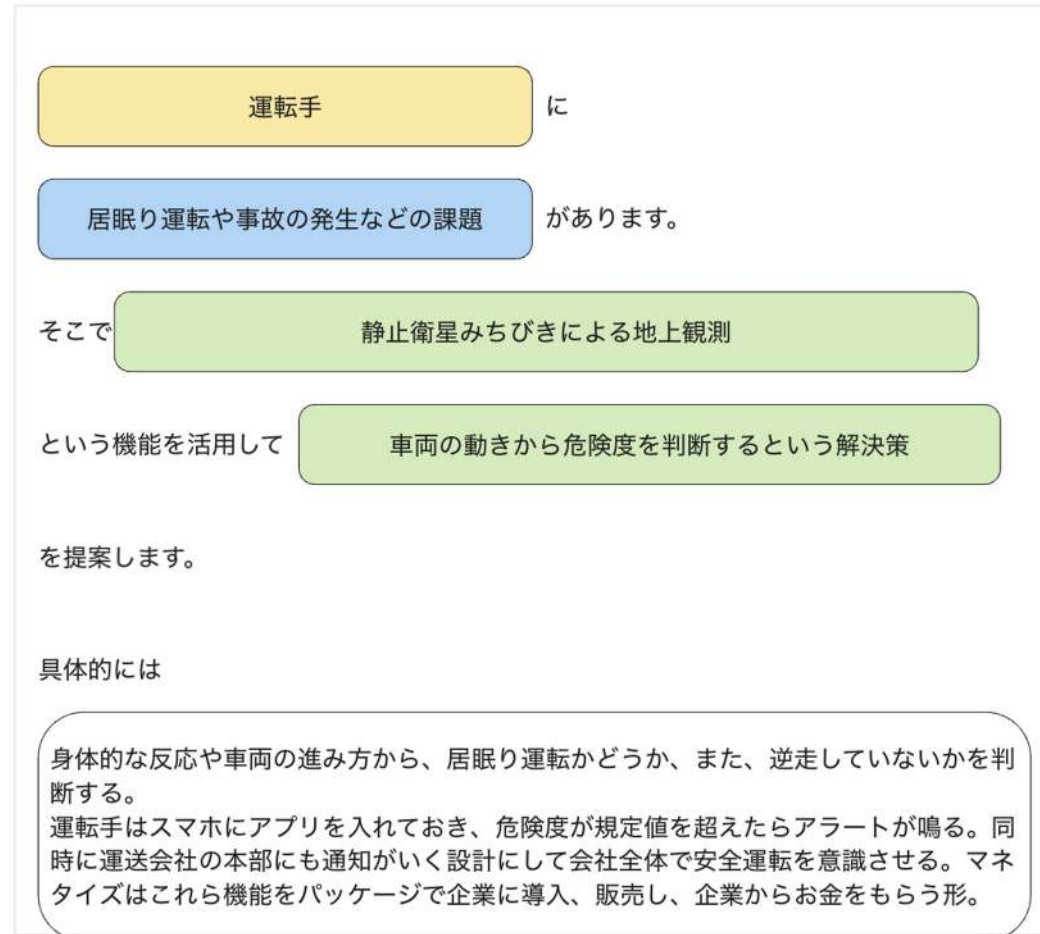 運転手 に
居眠り運転や事故の発生などの課題 があります。
そこで 静止衛星みちびきによる地上観測
という機能を活用して 車両の動きから危険度を判断するという解決策
を提案します。
具体的には
身体的な反応や車両の進み方から、居眠り運転かどうか、また、逆走していないかを判
断する。
運転手はスマホにアプリを入れておき、危険度が規定値を超えたらアラートが鳴る。同
時に運送会社の本部にも通知がいく設計にして会社全体で安全運転を意識させる。マネ
タイズはこれら機能をパッケージで企業に導入、販売し、企業からお金をもらう形。